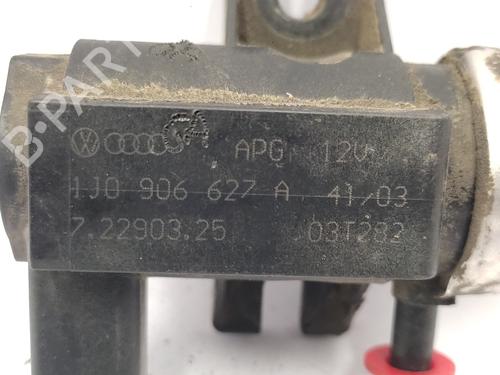 B-PARTS
APG 12V
1J0 906 627 A 41/03
7.22903.25 03T282